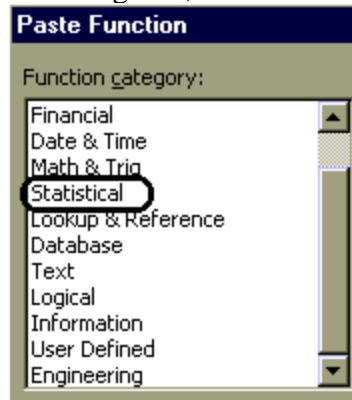 Paste Function
Function category:
Financial
Date & Time
Math & Trig
Statistical
Lookup & Reference
Database
Text
Logical
Information
User Defined
Engineering